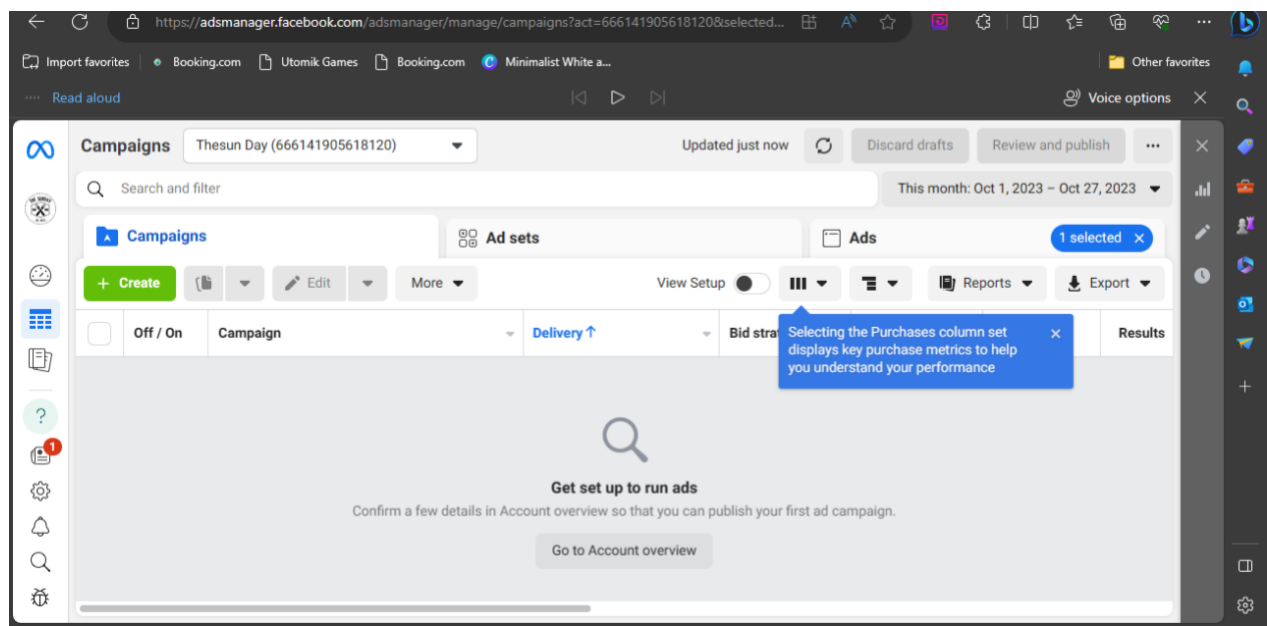 https://adsmanager.facebook.com/adsmanager/manage/campaigns?act=666141905618120&selected...
Import favorites
Booking.com
Utomik Games
Booking.com
Minimalist White a...
Other favorites
Read aloud
Voice options
Campaigns
Thesun Day (666141905618120)
Updated just now
Discard drafts
Review and publish
Search and filter
This month: Oct 1, 2023 – Oct 27, 2023
Campaigns
Ad sets
Ads
1 selected
+ Create
Edit
More
View Setup
Reports
Export
Off / On
Campaign
Delivery ↑
Bid strat
Results
Selecting the Purchases column set
displays key purchase metrics to help
you understand your performance
1
Get set up to run ads
Confirm a few details in Account overview so that you can publish your first ad campaign.
Go to Account overview